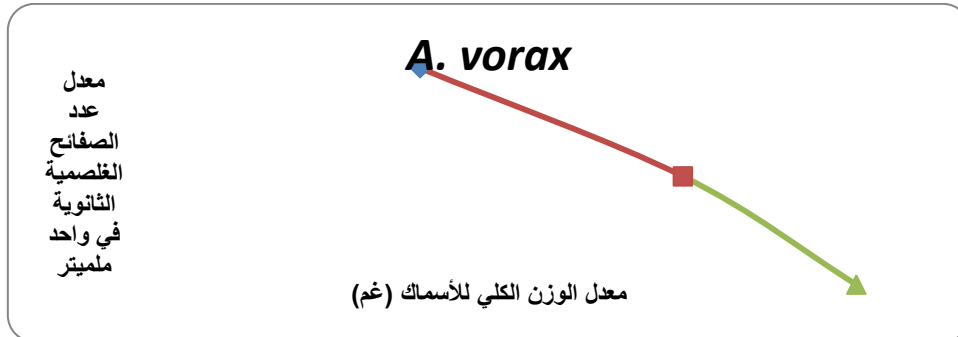 A. vorax
معدل
عدد
الصفائح
الغلصمية
الثانوية
في واحد
ملميتر
معدل الوزن الكلي للأسماك (غم)